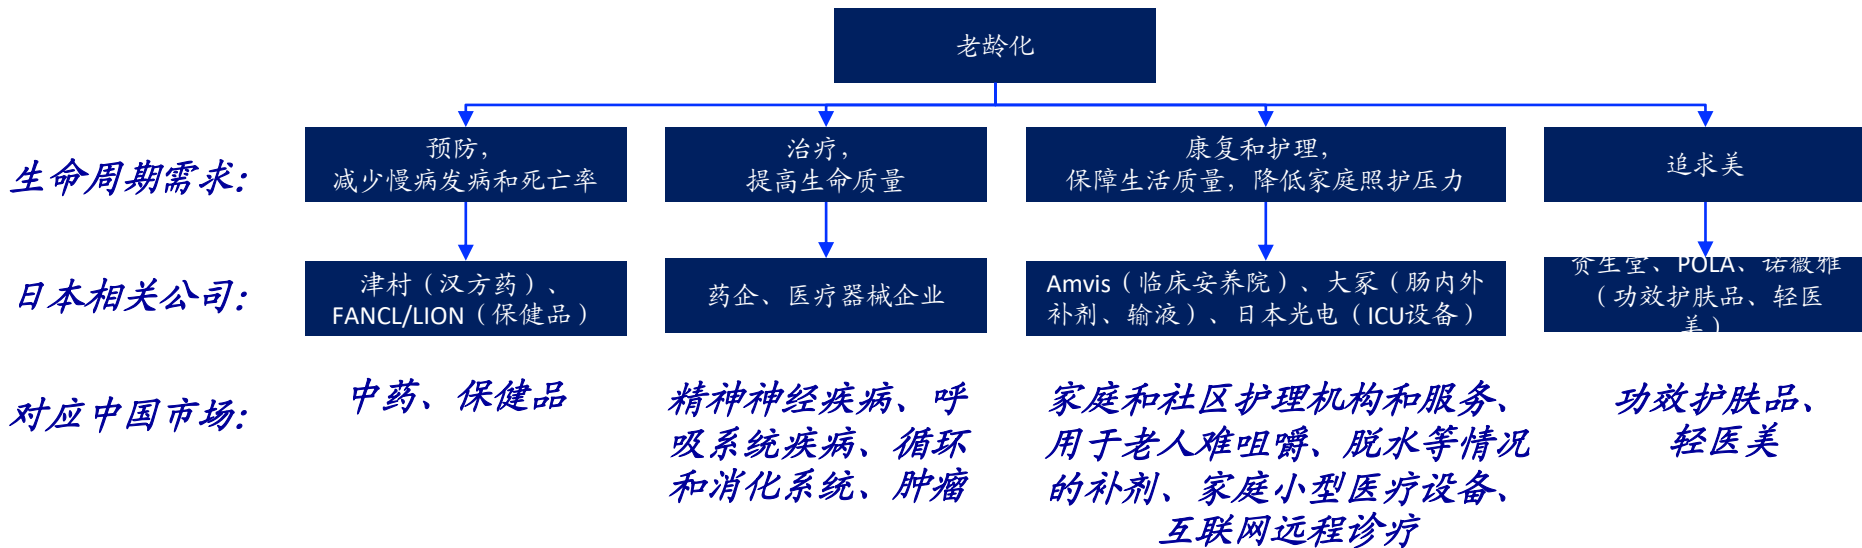 老龄化
生命周期需求:
预防,
减少慢病发病和死亡率
治疗,
提高生命质量
康复和护理,
保障生活质量, 降低家庭照护压力
追求美
日本相关公司:
津村（汉方药）、
FANCL/LION（保健品）
药企、医疗器械企业
Amvis（临床安养院）、大冢（肠内外
补剂、输液）、日本光电（ICU设备）
资生堂、POLA、诺薇雅
（功效护肤品、轻医
美）
对应中国市场:
中药、保健品
精神神经疾病、呼
吸系统疾病、循环
和消化系统、肿瘤
家庭和社区护理机构和服务、
用于老人难咀嚼、脱水等情况
的补剂、家庭小型医疗设备、
互联网远程诊疗
功效护肤品、
轻医美